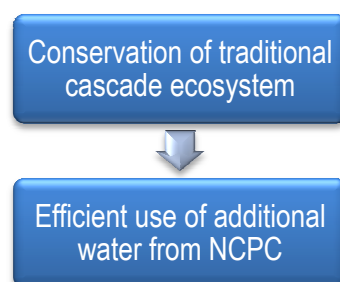 Conservation of traditional
cascade ecosystem
Efficient use of additional
water from NCPC